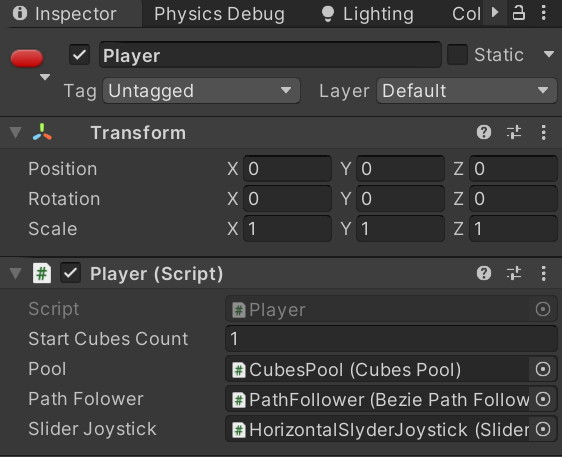 Inspector Physics Debug Lighting Col
Player Static
Tag Untagged Layer Default
Transform
Position X 0 Y 0 Z 0
Rotation X 0 Y 0 Z 0
Scale X 1 Y 1 Z 1
Player (Script)
Script Player
Start Cubes Count 1
Pool CubesPool (Cubes Pool)
Path Folower PathFollower (Bezie Path Follow
Slider Joystick HorizontalSlyderJoystick (Slider